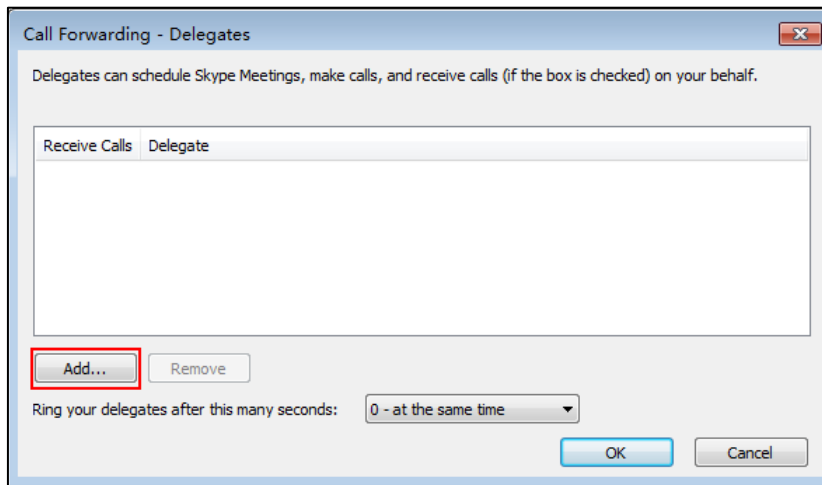 Call Forwarding - Delegates
Delegates can schedule Skype Meetings, make calls, and receive calls (if the box is checked) on your behalf.
Receive Calls Delegate
Add... Remove
Ring your delegates after this many seconds: 0 - at the same time
OK Cancel